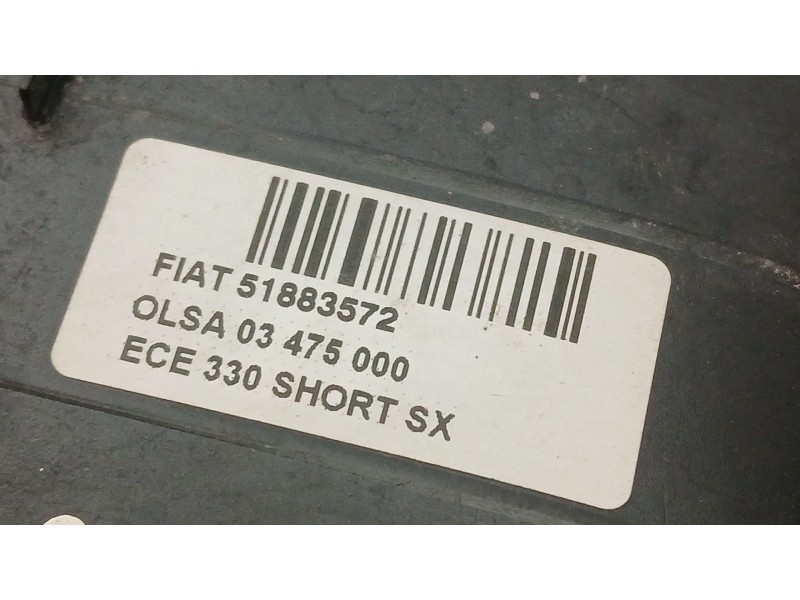 FIAT 51883572
OLSA 03 475 000
ECE 330 SHORT SX